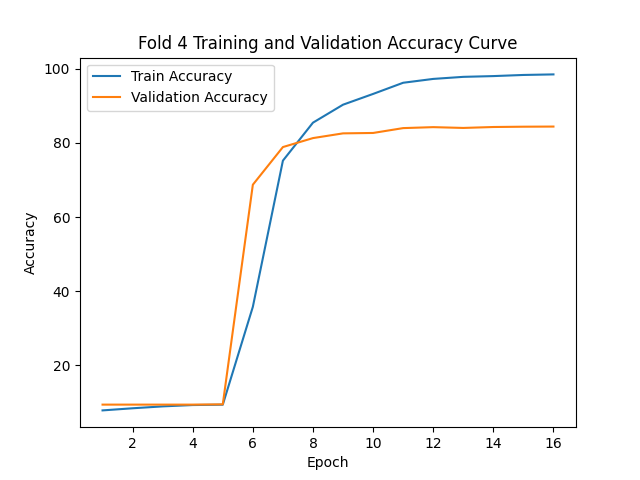 Fold 4 Training and Validation Accuracy Curve
Train Accuracy
Validation Accuracy
100
80
60
40
20
Accuracy
2 4 6 8 10 12 14 16
Epoch